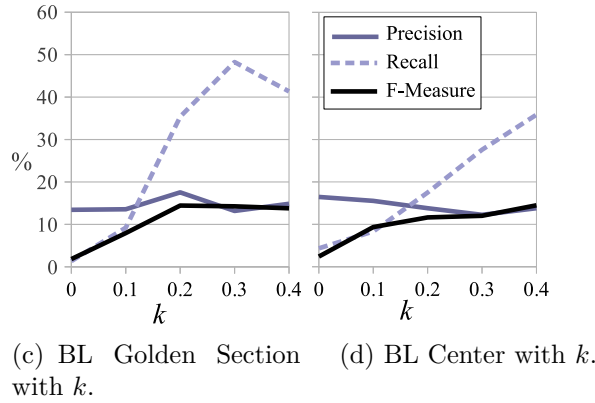 60
50
40
%
30
20
10
0
0 0.1 0.2 0.3 0.4
k
Precision
Recall
F-Measure
0 0.1 0.2 0.3 0.4
k
(c) BL Golden Section
with k.
(d) BL Center with k.